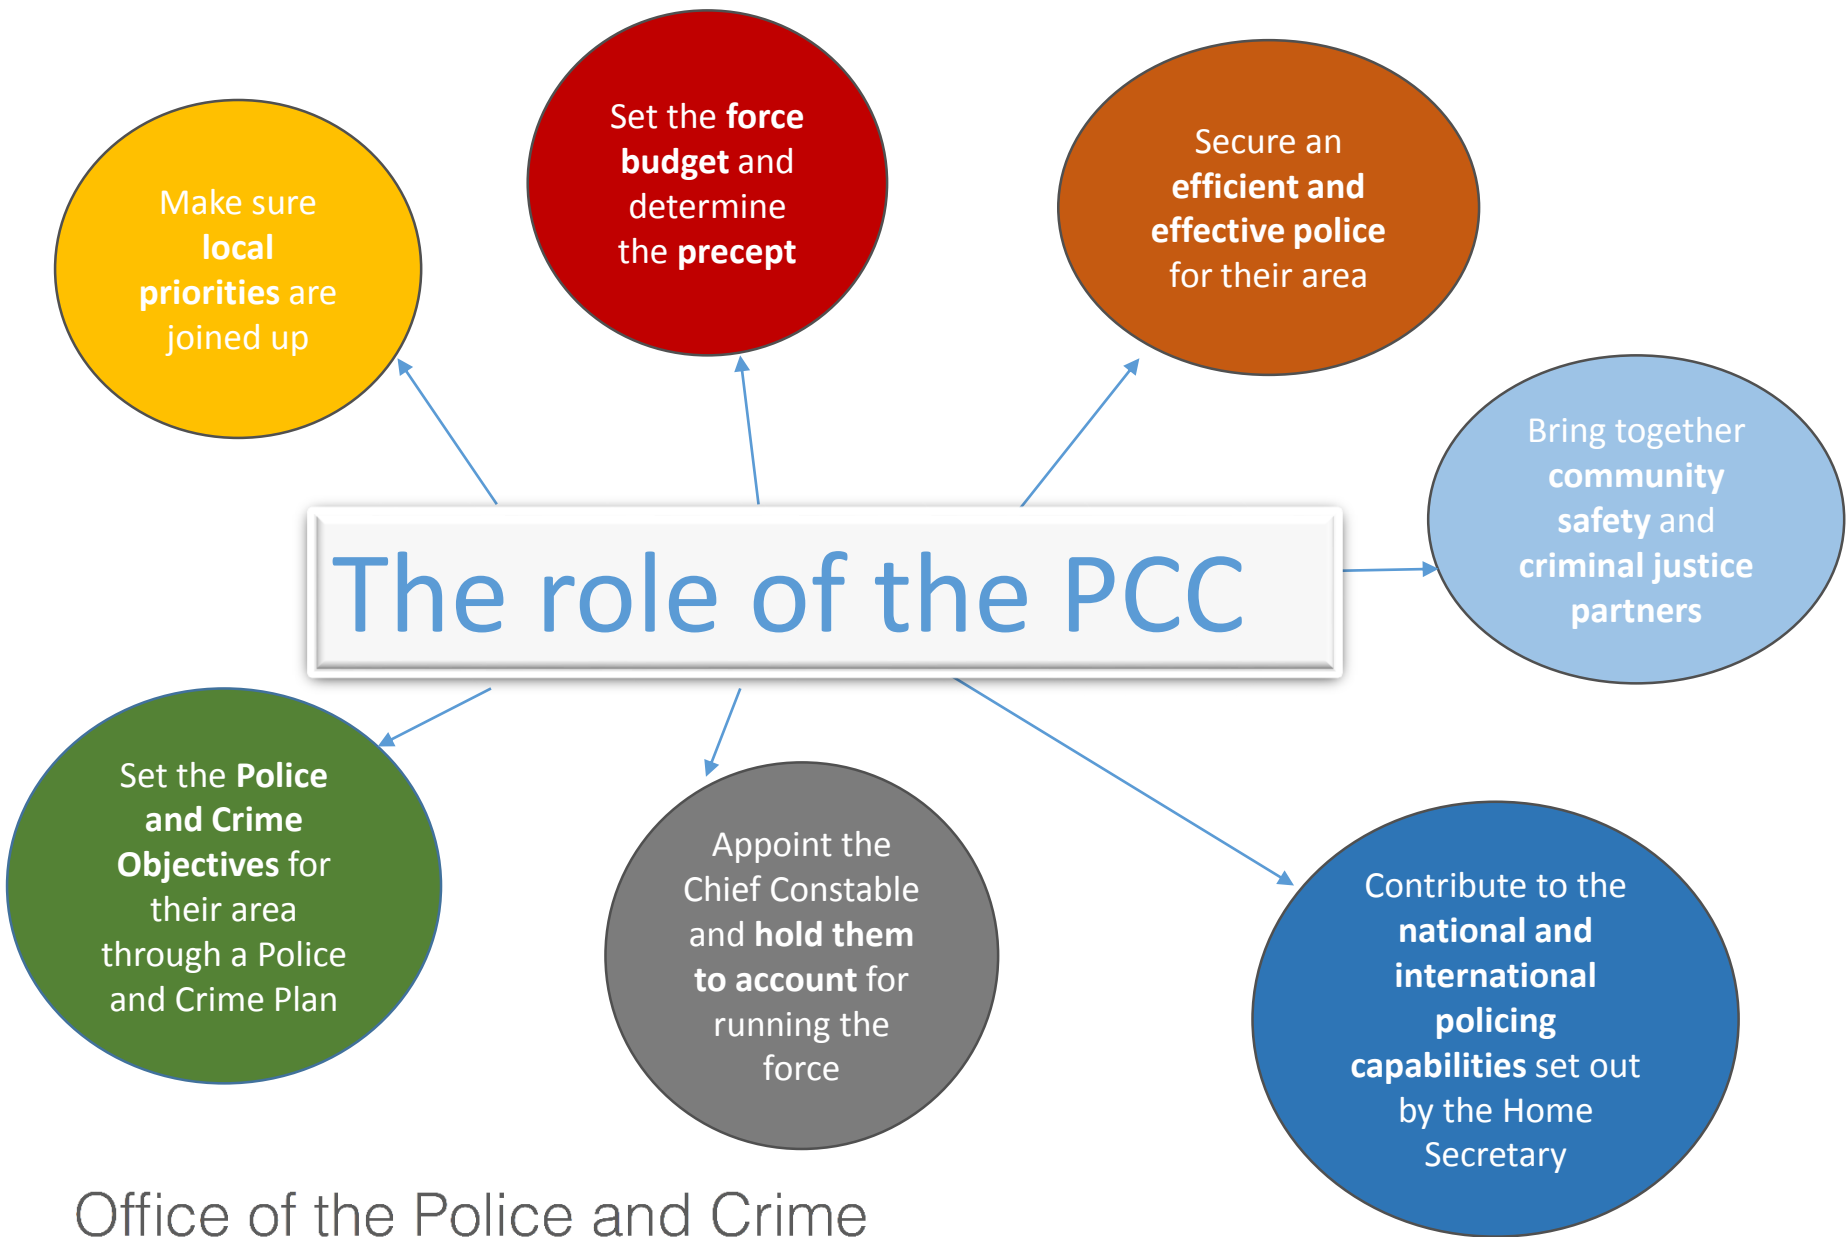 Make sure
local
priorities are
joined up
Set the force
budget and
determine
the precept
Secure an
efficient and
effective police
for their area
Bring together
community
safety and
criminal justice
partners
The role of the PCC
Set the Police
and Crime
Objectives for
their area
through a Police
and Crime Plan
Appoint the
Chief Constable
and hold them
to account for
running the
force
Contribute to the
national and
international
policing
capabilities set out
by the Home
Secretary
Office of the Police and Crime